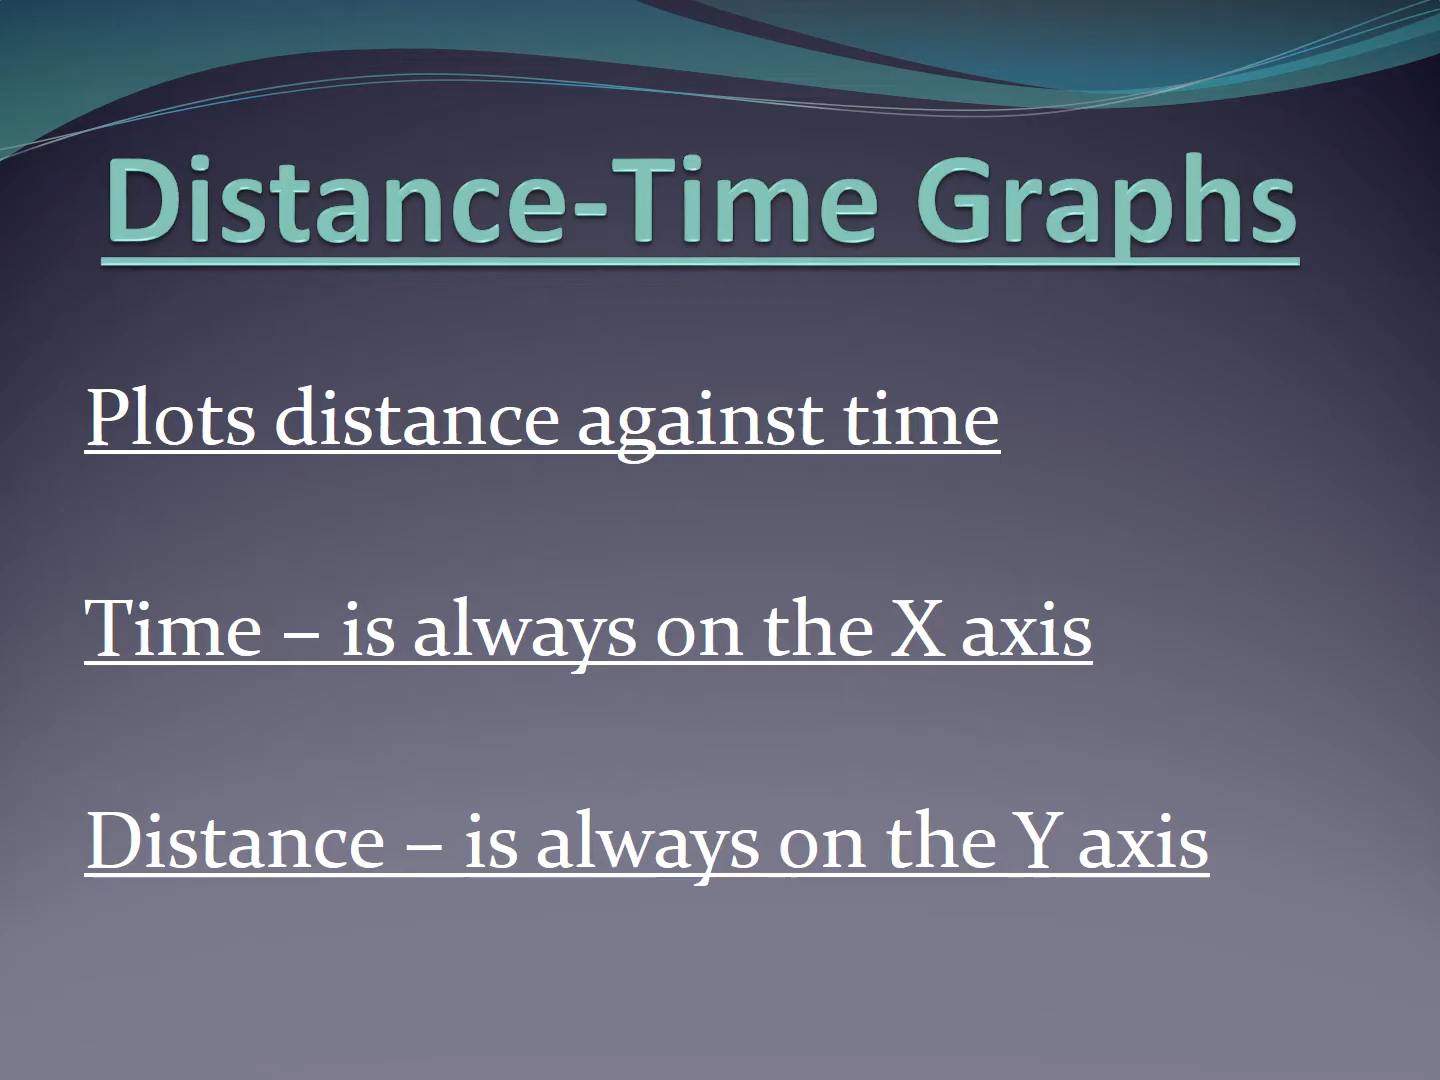 Distance-Time Graphs
Plots distance against time
Time – is always on the X axis
Distance – is always on the Y axis